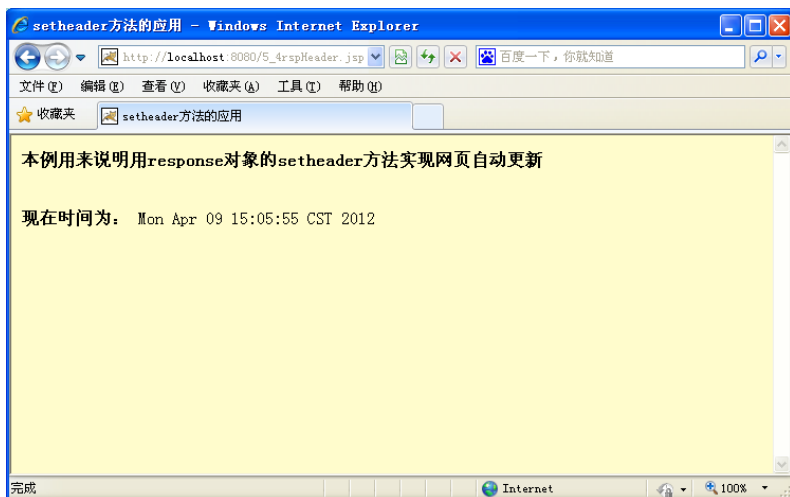 setheader方法的应用 - Windows Internet Explorer
http://localhost:8080/5_4rspHeader.jsp
百度一下，你就知道
文件(F) 编辑(E) 查看(V) 收藏夹(A) 工具(T) 帮助(H)
收藏夹 setheader方法的应用
本例用来说明用response对象的setheader方法实现网页自动更新
现在时间为： Mon Apr 09 15:05:55 CST 2012
完成 Internet 100%